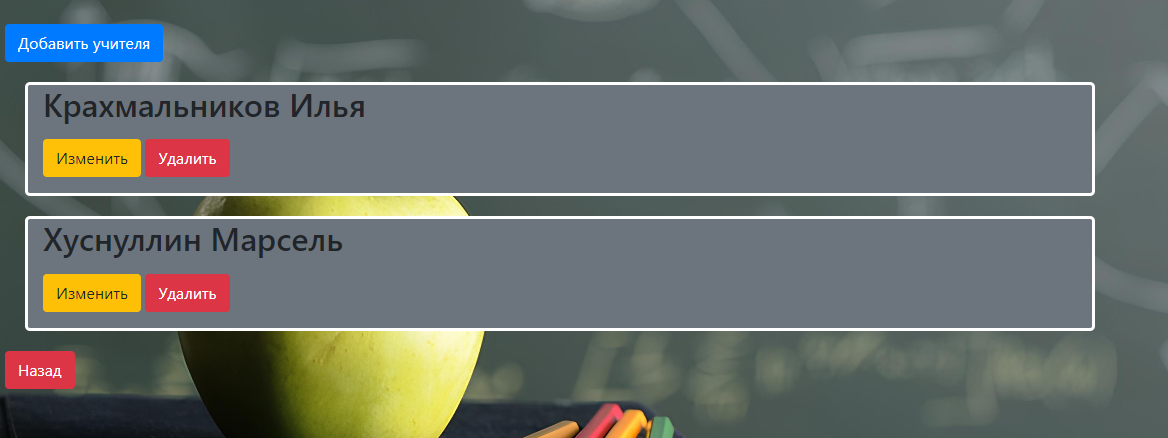 Добавить учителя
Крахмальников Илья
Изменить Удалить
Хуснуллин Марсель
Изменить Удалить
Назад